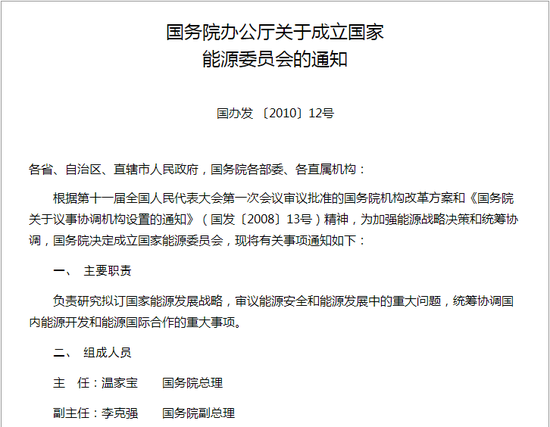 国务院办公厅关于成立国家
能源委员会的通知
国办发 〔2010〕12号
各省、自治区、直辖市人民政府，国务院各部委、各直属机构：
根据第十一届全国人民代表大会第一次会议审议批准的国务院机构改革方案和《国务院
关于议事协调机构设置的通知》（国发〔2008〕13号）精神，为加强能源战略决策和统筹协
调，国务院决定成立国家能源委员会，现将有关事项通知如下：
一、 主要职责
负责研究拟订国家能源发展战略，审议能源安全和能源发展中的重大问题，统筹协调国
内能源开发和能源国际合作的重大事项。
二、 组成人员
主　任：温家宝　　国务院总理
副主任：李克强　　国务院副总理